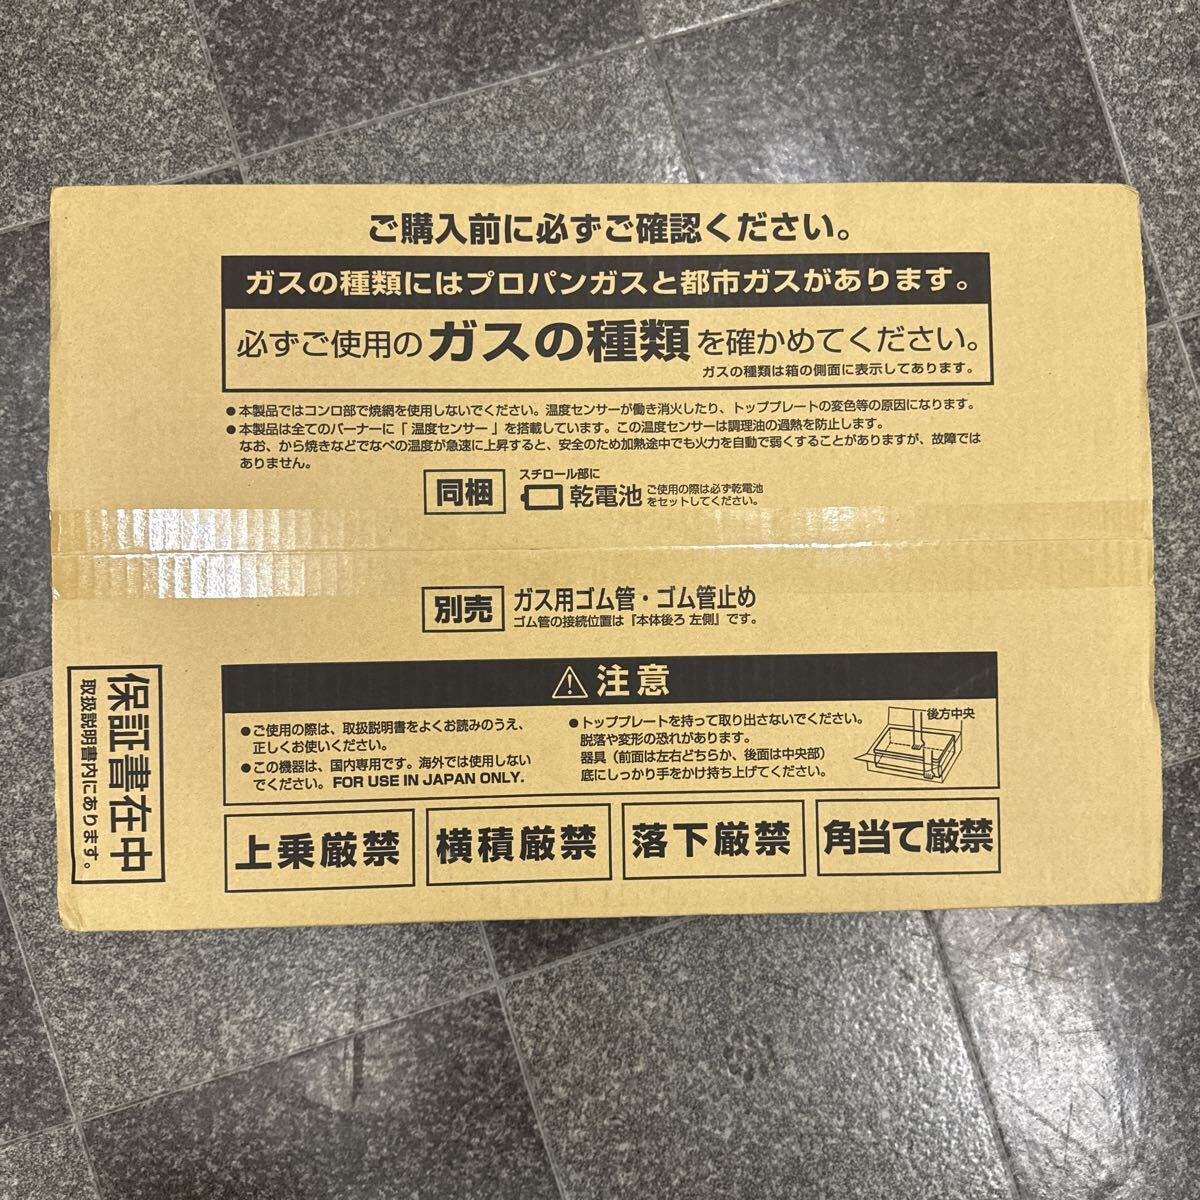 ご購入前に必ずご確認ください。
ガスの種類にはプロパンガスと都市ガスがあります。
必ずご使用のガスの種類を確かめてください。
ガスの種類は箱の側面に表示してあります。
●本製品ではコンロ部で焼網を使用しないでください。温度センサーが働き消火したり、トッププレートの変色等の原因になります。
●本製品は全てのバーナーに「温度センサー」を搭載しています。この温度センサーは調理油の過熱を防止します。
なお、から焼きなどでなべの温度が急速に上昇すると、安全のため加熱途中でも火力を自動で弱くすることがありますが、故障では
ありません。
同梱
スチロール部に
乾電池
ご使用の際は必ず乾電池
をセットしてください。
別売
ガス用ゴム管・ゴム管止め
ゴム管の接続位置は『本体後ろ 左側』です。
保証書在中
取扱説明書内にあります。
⚠注意
●ご使用の際は、取扱説明書をよくお読みのうえ、
正しくお使いください。
●この機器は、国内専用です。海外では使用しない
でください。FOR USE IN JAPAN ONLY.
●トッププレートを持って取り出さないでください。
脱落や変形の恐れがあります。
器具(前面は左右どちらか、後面は中央部)
底にしっかり手をかけ持ち上げてください。
後方中央
上乗厳禁
横積厳禁
落下厳禁
角当て厳禁